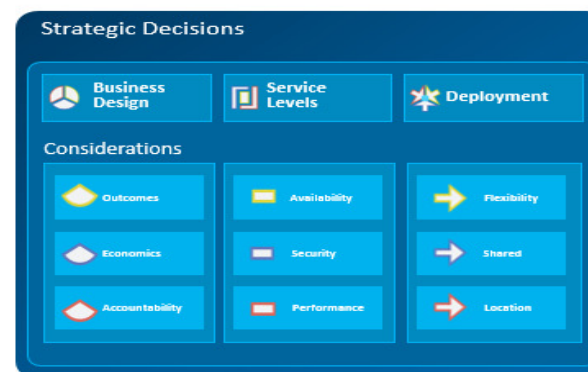 Strategic Decisions
Business
Design
Service
Levels
Deployment
Considerations
Outcomes
Availability
Flexibility
Economics
Security
Shared
Accountability
Performance
Location